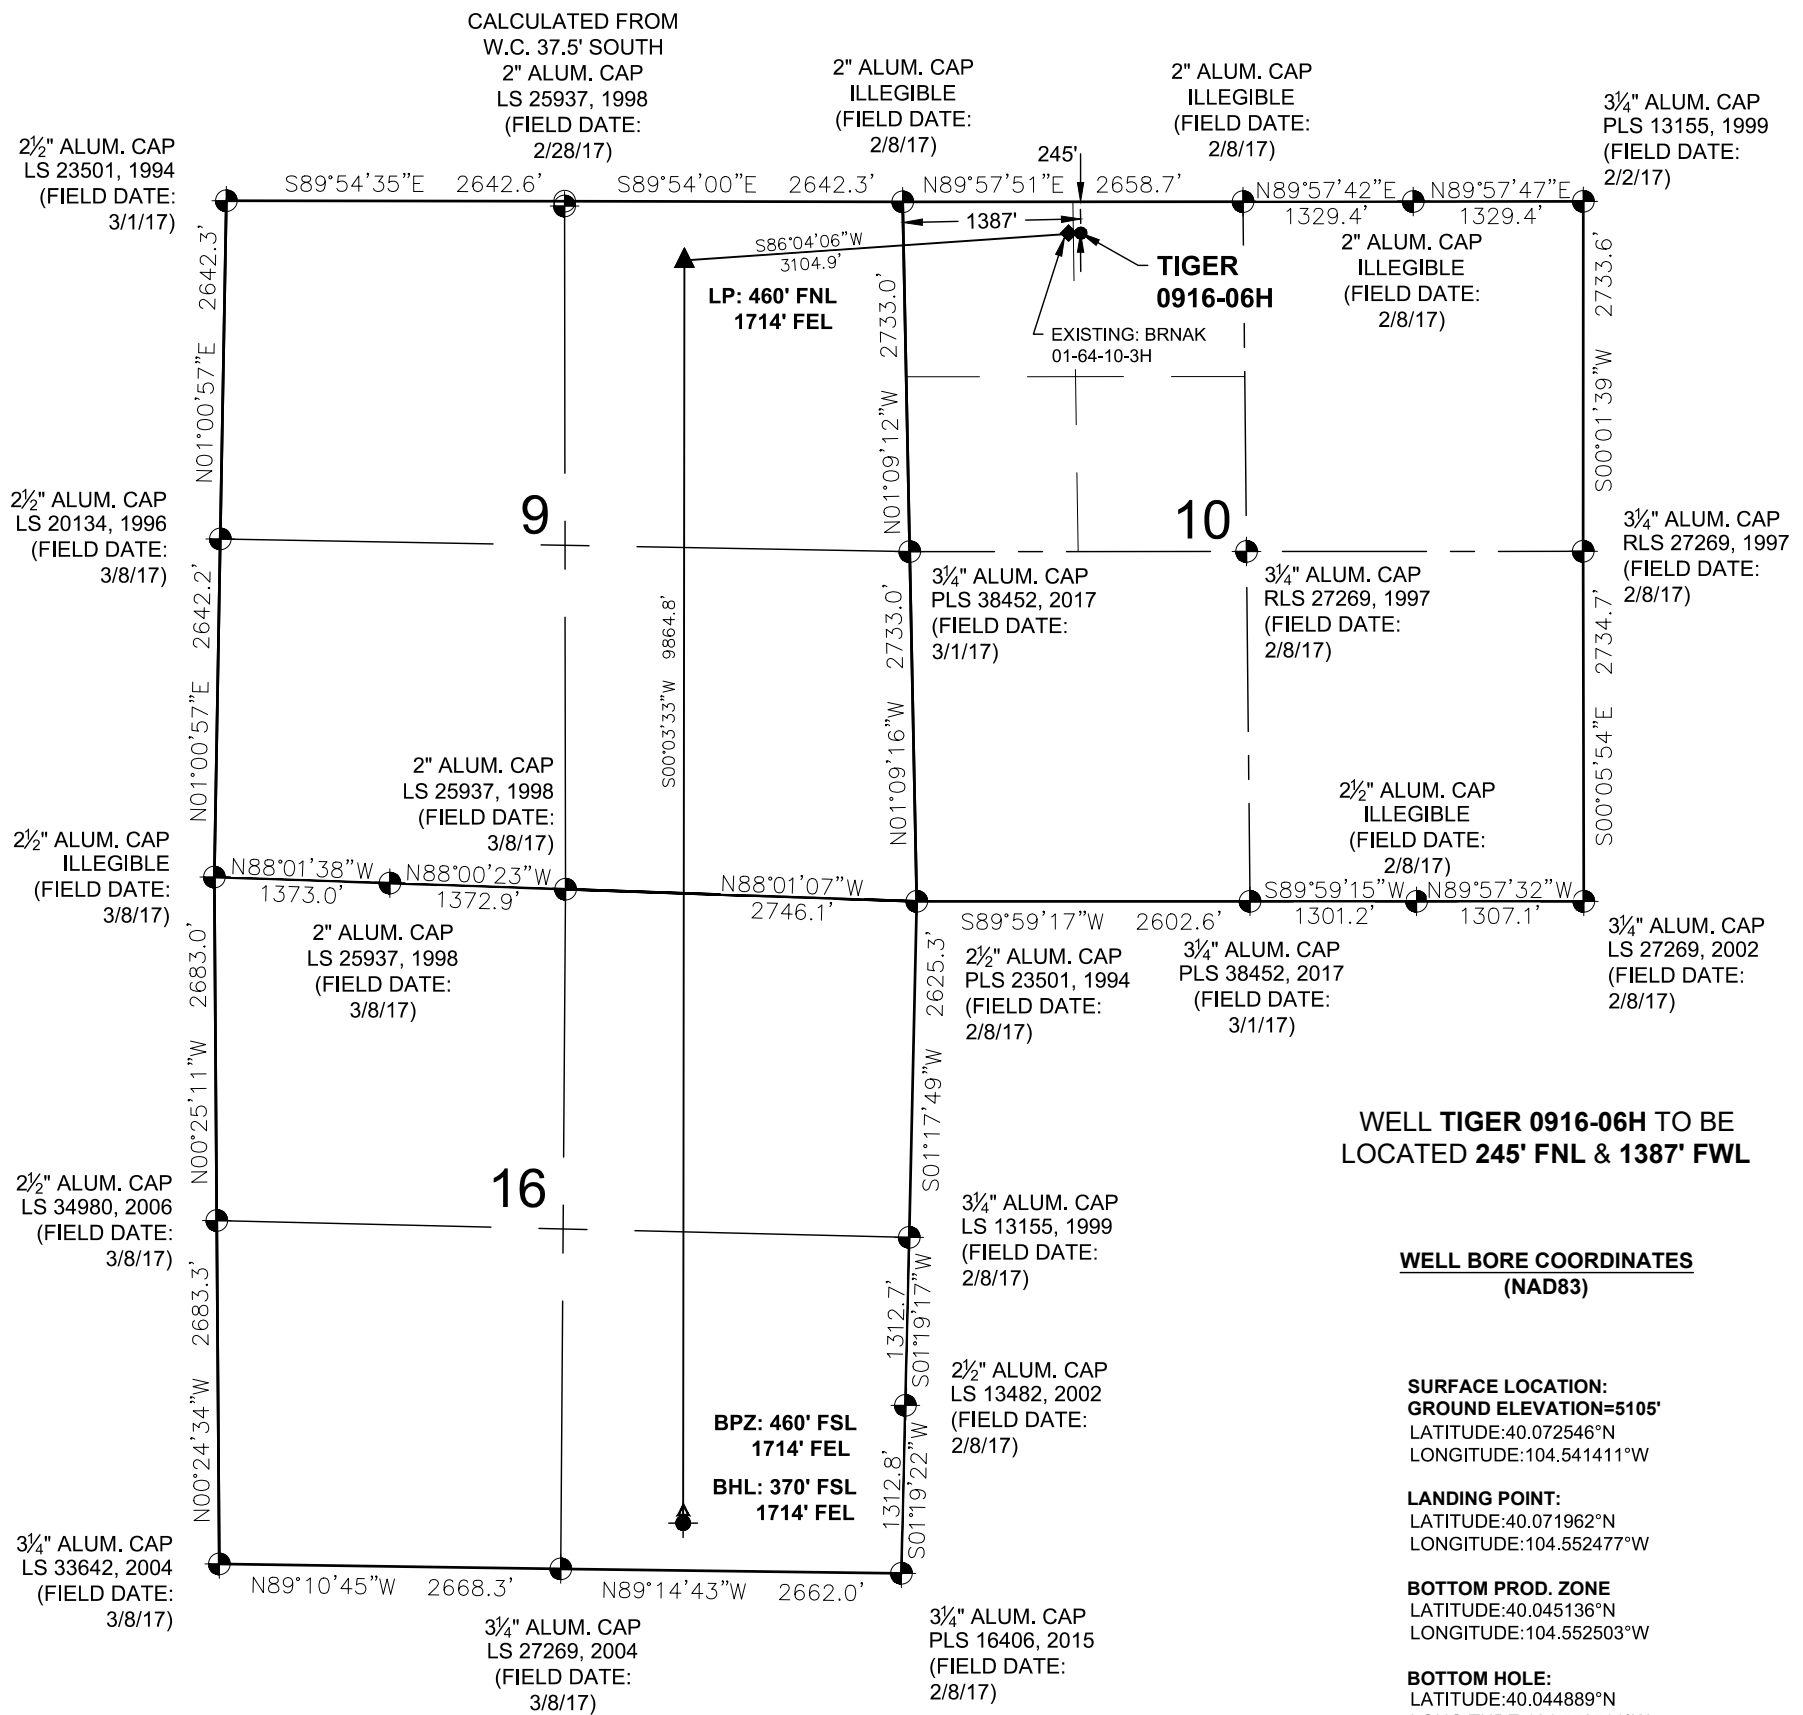 CALCULATED FROM
W.C. 37.5' SOUTH
2" ALUM. CAP
LS 25937, 1998
(FIELD DATE:
2/28/17)
2" ALUM. CAP
ILLEGIBLE
(FIELD DATE:
2/8/17)
2" ALUM. CAP
ILLEGIBLE
(FIELD DATE:
2/8/17)
3¼" ALUM. CAP
PLS 13155, 1999
(FIELD DATE:
2/2/17)
2½" ALUM. CAP
LS 23501, 1994
(FIELD DATE:
3/1/17)
245'
S89°54'35"E 2642.6'
S89°54'00"E 2642.3'
N89°57'51"E 2658.7'
N89°57'42"E
1329.4'
N89°57'47"E
1329.4'
1387'
S86°04'06"W
3104.9'
LP: 460' FNL
1714' FEL
TIGER
0916-06H
EXISTING: BRNAK
01-64-10-3H
2" ALUM. CAP
ILLEGIBLE
(FIELD DATE:
2/8/17)
N01°00'57"E 2642.3'
N01°09'12"W 2733.0'
S00°01'39"W 2733.6'
9
10
2½" ALUM. CAP
LS 20134, 1996
(FIELD DATE:
3/8/17)
3¼" ALUM. CAP
PLS 38452, 2017
(FIELD DATE:
3/1/17)
3¼" ALUM. CAP
RLS 27269, 1997
(FIELD DATE:
2/8/17)
3¼" ALUM. CAP
RLS 27269, 1997
(FIELD DATE:
2/8/17)
N01°00'57"E 2642.2'
S00°03'33"W 9864.8'
N01°09'16"W 2733.0'
S00°05'54"E 2734.7'
2" ALUM. CAP
LS 25937, 1998
(FIELD DATE:
3/8/17)
2½" ALUM. CAP
ILLEGIBLE
(FIELD DATE:
2/8/17)
2½" ALUM. CAP
ILLEGIBLE
(FIELD DATE:
3/8/17)
N88°01'38"W
1373.0'
N88°00'23"W
1372.9'
N88°01'07"W
2746.1'
S89°59'17"W 2602.6'
S89°59'15"W
1301.2'
N89°57'32"W
1307.1'
2" ALUM. CAP
LS 25937, 1998
(FIELD DATE:
3/8/17)
2½" ALUM. CAP
PLS 23501, 1994
(FIELD DATE:
2/8/17)
3¼" ALUM. CAP
PLS 38452, 2017
(FIELD DATE:
3/1/17)
3¼" ALUM. CAP
LS 27269, 2002
(FIELD DATE:
2/8/17)
N00°25'11"W 2683.0'
S01°17'49"W 2625.3'
WELL TIGER 0916-06H TO BE
LOCATED 245' FNL & 1387' FWL
16
2½" ALUM. CAP
LS 34980, 2006
(FIELD DATE:
3/8/17)
3¼" ALUM. CAP
LS 13155, 1999
(FIELD DATE:
2/8/17)
WELL BORE COORDINATES
(NAD83)
N00°24'34"W 2683.3'
1312.7'
S01°19'17"W
2½" ALUM. CAP
LS 13482, 2002
(FIELD DATE:
2/8/17)
BPZ: 460' FSL
1714' FEL
BHL: 370' FSL
1714' FEL
1312.8'
S01°19'22"W
3¼" ALUM. CAP
LS 33642, 2004
(FIELD DATE:
3/8/17)
N89°10'45"W 2668.3'
N89°14'43"W 2662.0'
3¼" ALUM. CAP
LS 27269, 2004
(FIELD DATE:
3/8/17)
3¼" ALUM. CAP
PLS 16406, 2015
(FIELD DATE:
2/8/17)
SURFACE LOCATION:
GROUND ELEVATION=5105'
LATITUDE:40.072546°N
LONGITUDE:104.541411°W
LANDING POINT:
LATITUDE:40.071962°N
LONGITUDE:104.552477°W
BOTTOM PROD. ZONE
LATITUDE:40.045136°N
LONGITUDE:104.552503°W
BOTTOM HOLE:
LATITUDE:40.044889°N